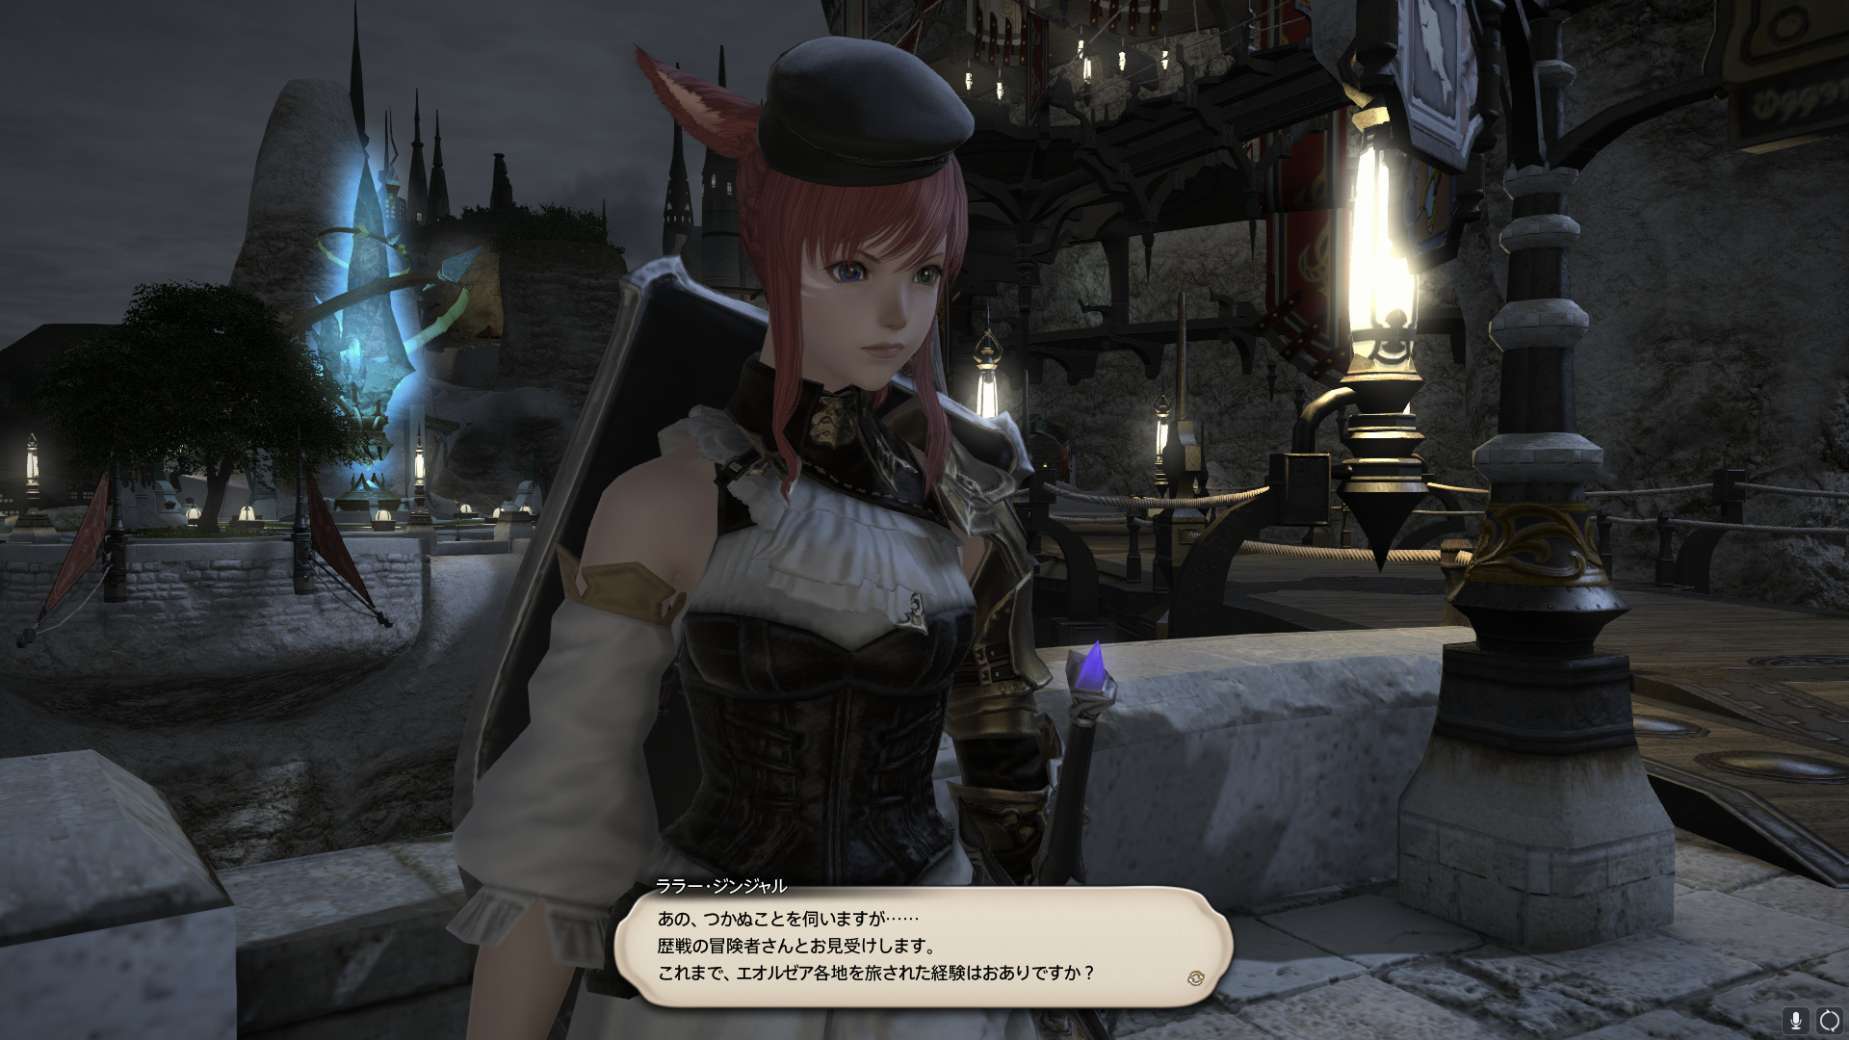 ララー・ジンジャル
あの、つかぬことを伺いますが……
歴戦の冒険者さんとお見受けします。
これまで、エオルゼア各地を旅された経験はおありですか？